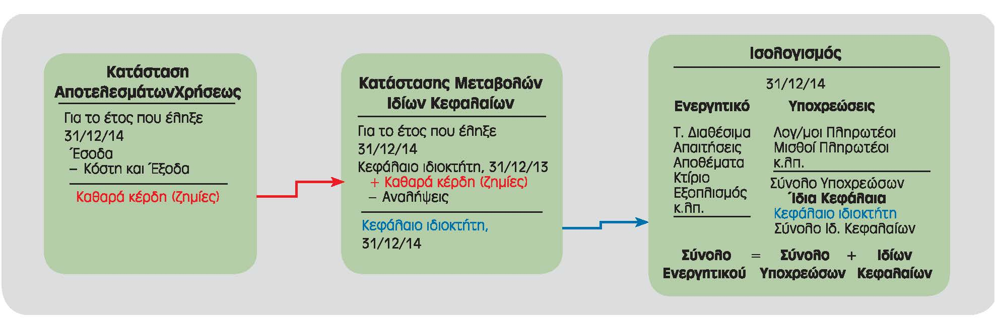 Κατάσταση
ΑποτελεσμάτωνΧρήσεως
Για το έτος που έληξε
31/12/14
Έσοδα
– Κόστη και Έξοδα
Καθαρά κέρδη (ζημίες)
Κατάστασης Μεταβολών
Ιδίων Κεφαλαίων
Για το έτος που έληξε
31/12/14
Κεφάλαιο ιδιοκτήτη, 31/12/13
+ Καθαρά κέρδη (ζημίες)
– Αναλήψεις
Κεφάλαιο ιδιοκτήτη,
31/12/14
Ισολογισμός
31/12/14
Ενεργητικό
Τ. Διαθέσιμα
Απαιτήσεις
Αποθέματα
Κτίριο
Εξοπλισμός
κ.λπ.
Υποχρεώσεις
Λογ/μοι Πληρωτέοι
Μισθοί Πληρωτέοι
κ.λπ.
Σύνολο Υποχρεώσων
Ίδια Κεφάλαια
Κεφάλαιο ιδιοκτήτη
Σύνολο Ιδ. Κεφαλαίων
Σύνολο = Σύνολο + Ιδίων
Ενεργητικού Υποχρεώσων Κεφαλαίων